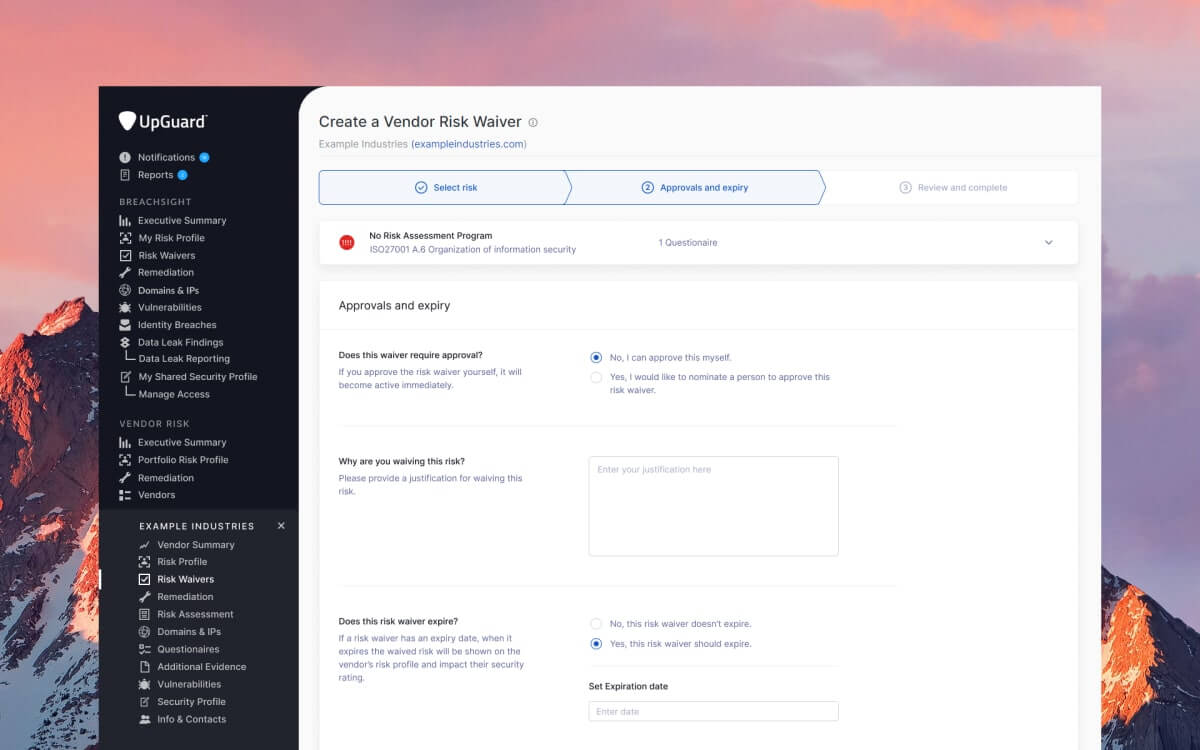 UpGuard
Notifications
Reports
BREACHSIGHT
Executive Summary
My Risk Profile
Risk Waivers
Remediation
Domains & IPs
Vulnerabilities
Identity Breaches
Data Leak Findings
Data Leak Reporting
My Shared Security Profile
Manage Access
VENDOR RISK
Executive Summary
Portfolio Risk Profile
Remediation
Vendors
EXAMPLE INDUSTRIES
Vendor Summary
Risk Profile
Risk Waivers
Remediation
Risk Assessment
Domains & IPs
Questionaires
Additional Evidence
Vulnerabilities
Security Profile
Info & Contacts
Create a Vendor Risk Waiver
Example Industries (exampleindustries.com)
Select risk
2 Approvals and expiry
3 Review and complete
!!!! No Risk Assessment Program
ISO27001 A.6 Organization of information security
1 Questionaire
Approvals and expiry
Does this waiver require approval?
If you approve the risk waiver yourself, it will
become active immediately.
No, I can approve this myself.
Yes, I would like to nominate a person to approve this
risk waiver.
Why are you waiving this risk?
Please provide a justification for waiving this
risk.
Enter your justification here
Does this risk waiver expire?
If a risk waiver has an expiry date, when it
expires the waived risk will be shown on the
vendor's risk profile and impact their security
rating.
No, this risk waiver doesn't expire.
Yes, this risk waiver should expire.
Set Expiration date
Enter date